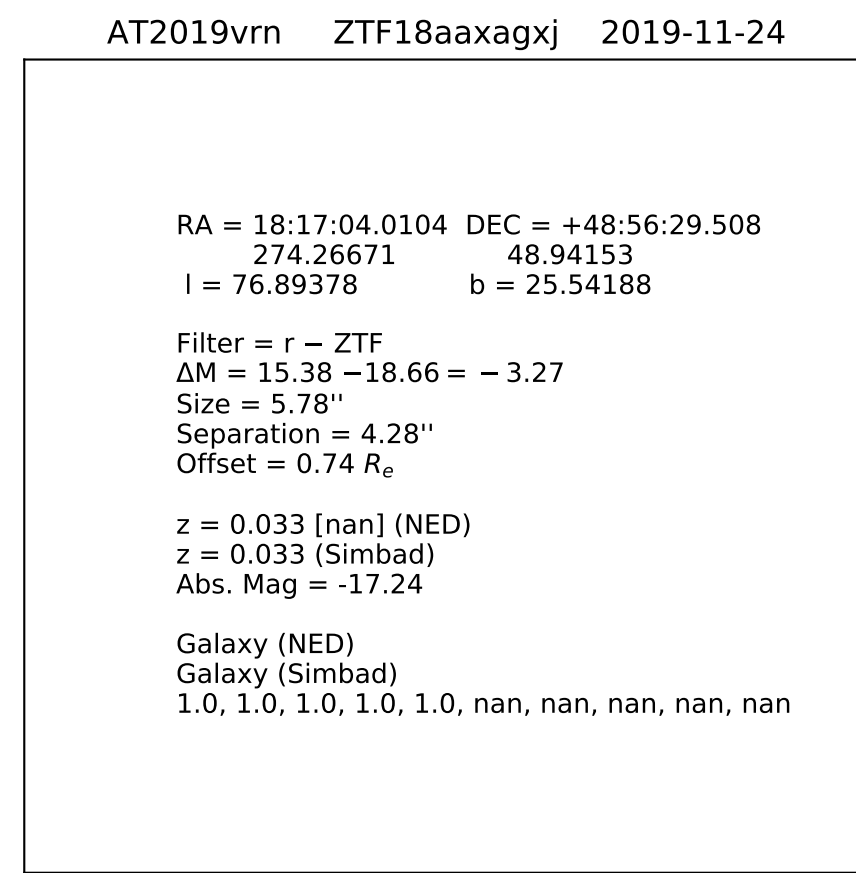 AT2019vrn ZTF18aaxagxj 2019-11-24
RA = 18:17:04.0104 DEC = +48:56:29.508
274.26671 48.94153
l = 76.89378 b = 25.54188
Filter = r − ZTF
ΔM = 15.38 −18.66 = − 3.27
Size = 5.78''
Separation = 4.28''
Offset = 0.74 Re
z = 0.033 [nan] (NED)
z = 0.033 (Simbad)
Abs. Mag = -17.24
Galaxy (NED)
Galaxy (Simbad)
1.0, 1.0, 1.0, 1.0, 1.0, nan, nan, nan, nan, nan